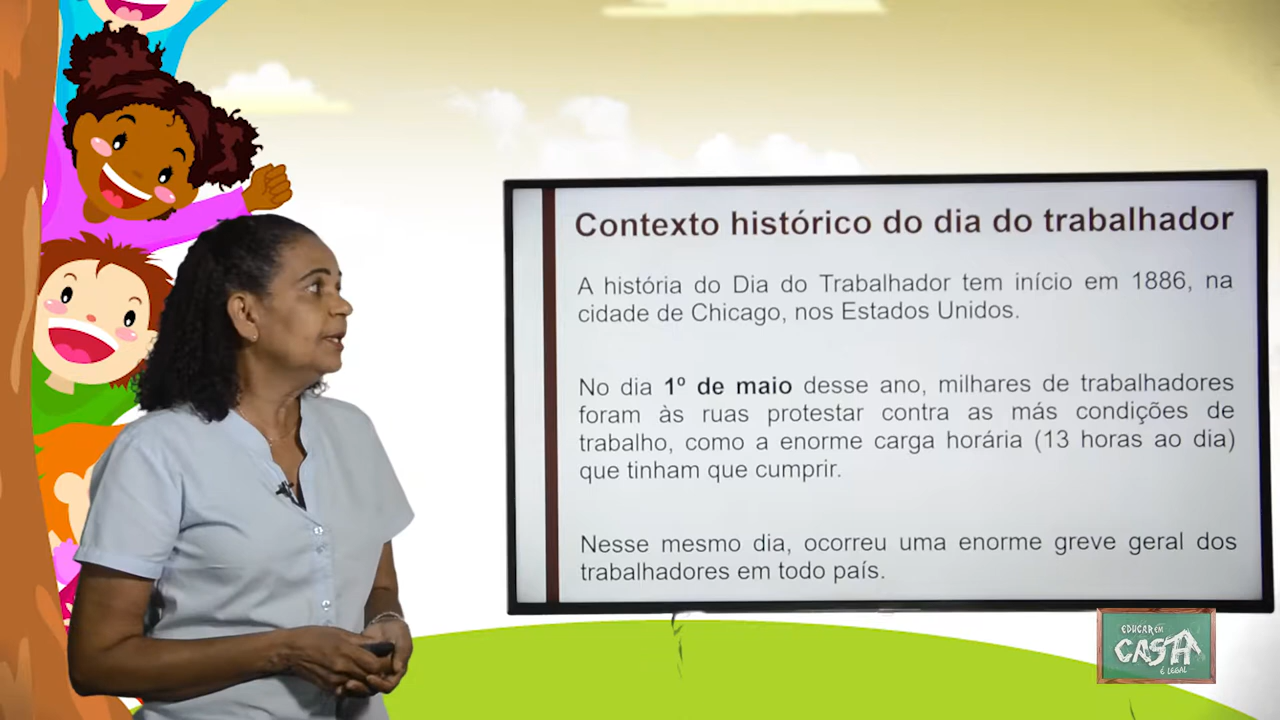 Contexto histórico do dia do trabalhador
A história do Dia do Trabalhador tem início em 1886, na
cidade de Chicago, nos Estados Unidos.
No dia 1º de maio desse ano, milhares de trabalhadores
foram às ruas protestar contra as más condições de
trabalho, como a enorme carga horária (13 horas ao dia)
que tinham que cumprir.
Nesse mesmo dia, ocorreu uma enorme greve geral dos
trabalhadores em todo país.
EDUCAR EM
CASA
É LEGAL